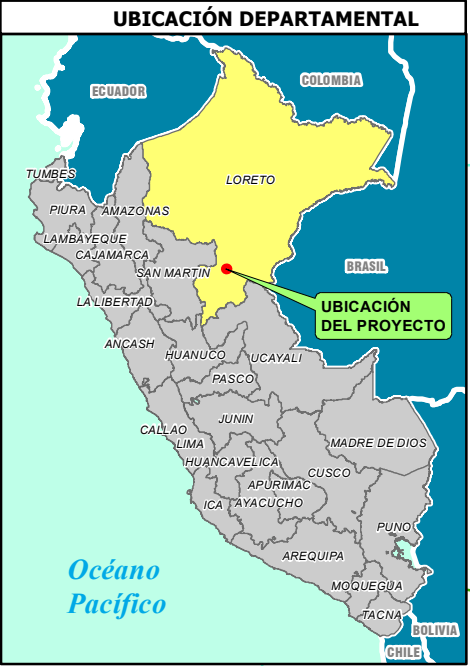 UBICACIÓN DEPARTAMENTAL
ECUADOR
COLOMBIA
TUMBES
LORETO
PIURA
AMAZONAS
LAMBAYEQUE
CAJAMARCA
SAN MARTIN
BRASIL
LA LIBERTAD
UBICACIÓN
DEL PROYECTO
ANCASH
HUANUCO
UCAYALI
PASCO
CALLAO
JUNIN
LIMA
MADRE DE DIOS
HUANCAVELICA
CUSCO
APURIMAC
ICA
AYACUCHO
PUNO
AREQUIPA
Océano
Pacífico
MOQUEGUA
TACNA
BOLIVIA
CHILE